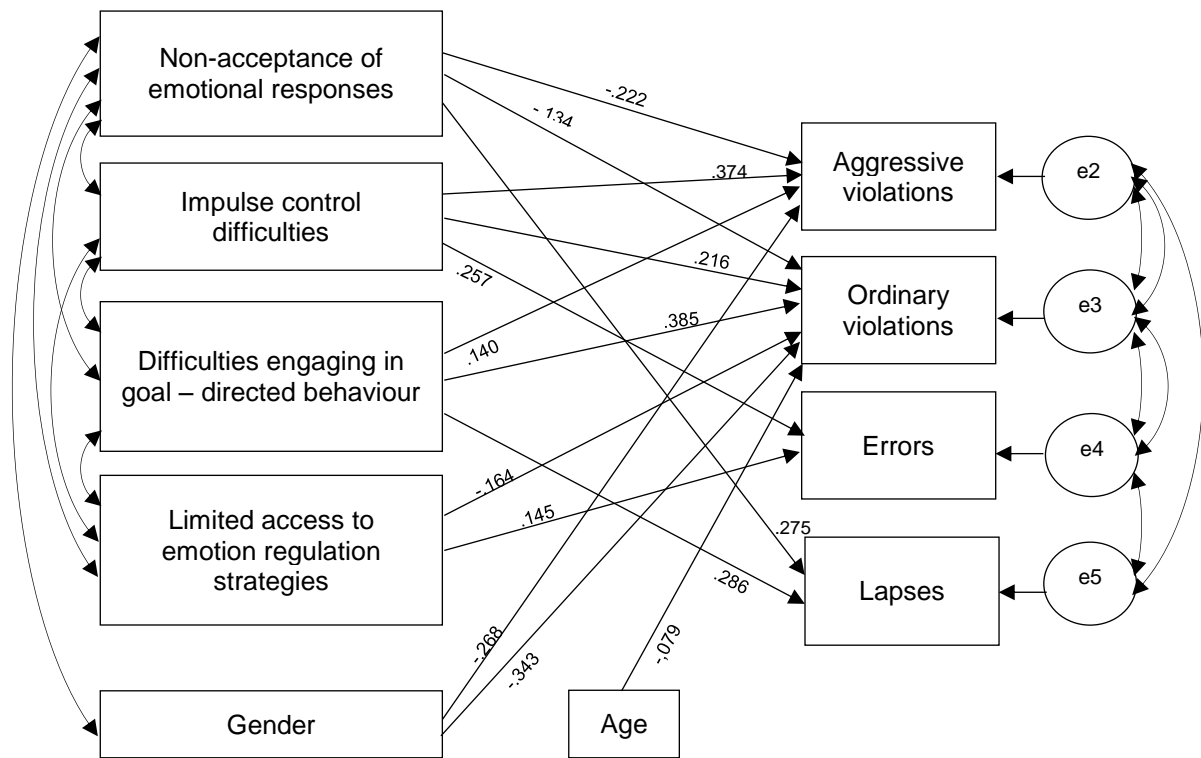 Non-acceptance of
emotional responses
Impulse control
difficulties
Difficulties engaging in
goal – directed behaviour
Limited access to
emotion regulation
strategies
Gender
Age
-.222
-.134
.374
.216
.257
.385
.140
-.164
.145
.275
.286
-.268
-.343
-,079
Aggressive
violations
Ordinary
violations
Errors
Lapses
e2
e3
e4
e5